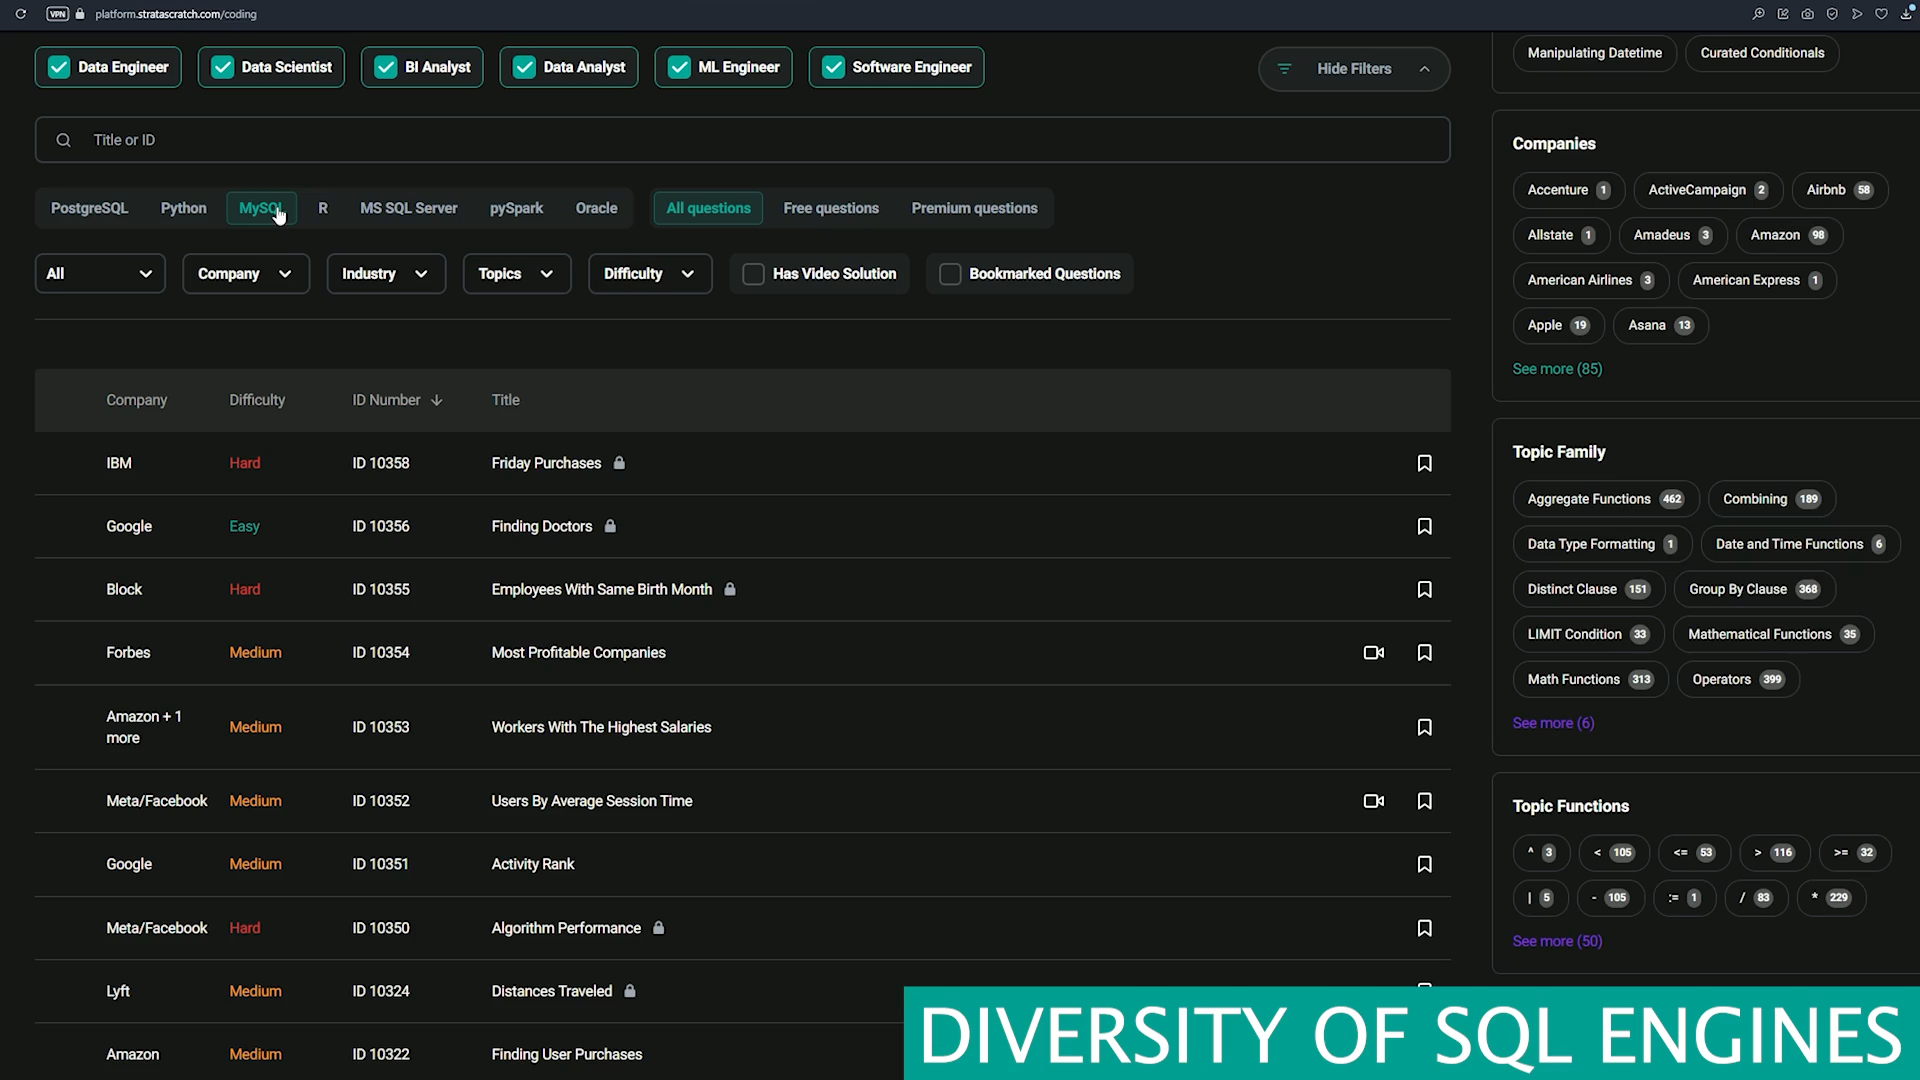 VPN platform.stratascratch.com/coding
Data Engineer Data Scientist BI Analyst Data Analyst ML Engineer Software Engineer Hide Filters
Title or ID
PostgreSQL Python MySQL R MS SQL Server pySpark Oracle All questions Free questions Premium questions
All Company Industry Topics Difficulty Has Video Solution Bookmarked Questions
Company Difficulty ID Number Title
IBM Hard ID 10358 Friday Purchases
Google Easy ID 10356 Finding Doctors
Block Hard ID 10355 Employees With Same Birth Month
Forbes Medium ID 10354 Most Profitable Companies
Amazon + 1
more Medium ID 10353 Workers With The Highest Salaries
Meta/Facebook Medium ID 10352 Users By Average Session Time
Google Medium ID 10351 Activity Rank
Meta/Facebook Hard ID 10350 Algorithm Performance
Lyft Medium ID 10324 Distances Traveled
Amazon Medium ID 10322 Finding User Purchases
Manipulating Datetime Curated Conditionals
Companies
Accenture 1 ActiveCampaign 2 Airbnb 58
Allstate 1 Amadeus 3 Amazon 98
American Airlines 3 American Express 1
Apple 19 Asana 13
See more (85)
Topic Family
Aggregate Functions 462 Combining 189
Data Type Formatting 1 Date and Time Functions 6
Distinct Clause 151 Group By Clause 368
LIMIT Condition 33 Mathematical Functions 35
Math Functions 313 Operators 399
See more (6)
Topic Functions
^ 3 < 105 <= 53 > 116 >= 32
| 5 - 105 := 1 / 83 * 229
See more (50)
DIVERSITY OF SQL ENGINES